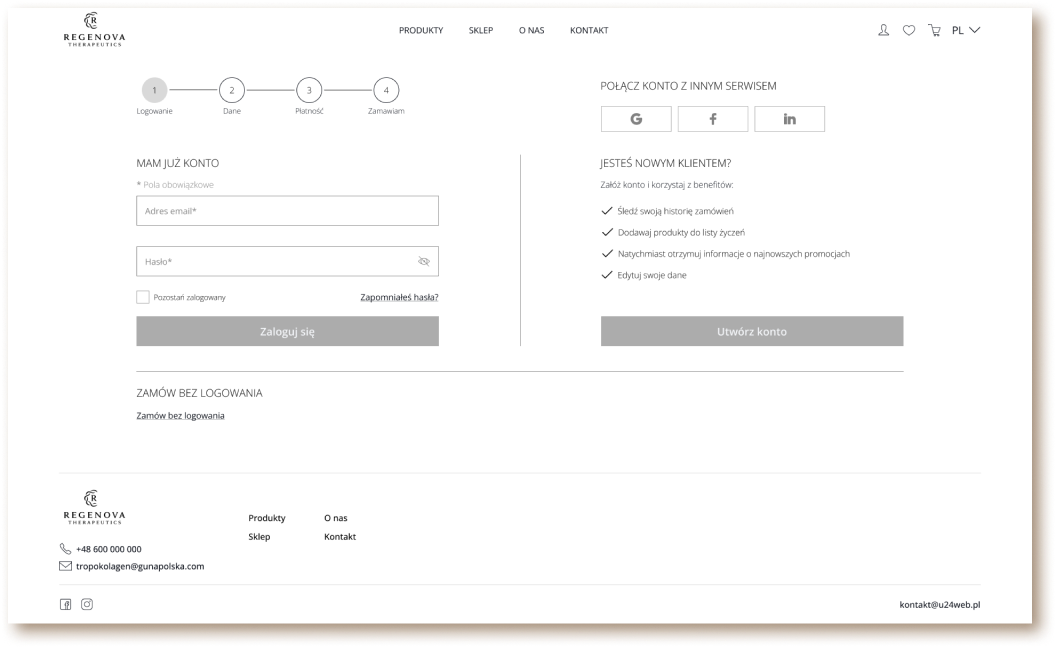 REGENOVA
THERAPEUTICS
PRODUKTY SKLEP O NAS KONTAKT
PL
1 2 3 4
Logowanie Dane Płatność Zamawiam
POŁĄCZ KONTO Z INNYM SERWISEM
G f in
MAM JUŻ KONTO
* Pola obowiązkowe
Adres email*
Hasło*
Pozostań zalogowany Zapomniałeś hasła?
Zaloguj się
JESTEŚ NOWYM KLIENTEM?
Załóż konto i korzystaj z benefitów:
Śledź swoją historię zamówień
Dodawaj produkty do listy życzeń
Natychmiast otrzymuj informacje o najnowszych promocjach
Edytuj swoje dane
Utwórz konto
ZAMÓW BEZ LOGOWANIA
Zamów bez logowania
REGENOVA
THERAPEUTICS
+48 600 000 000
tropokolagen@gunapolska.com
Produkty O nas
Sklep Kontakt
kontakt@u24web.pl